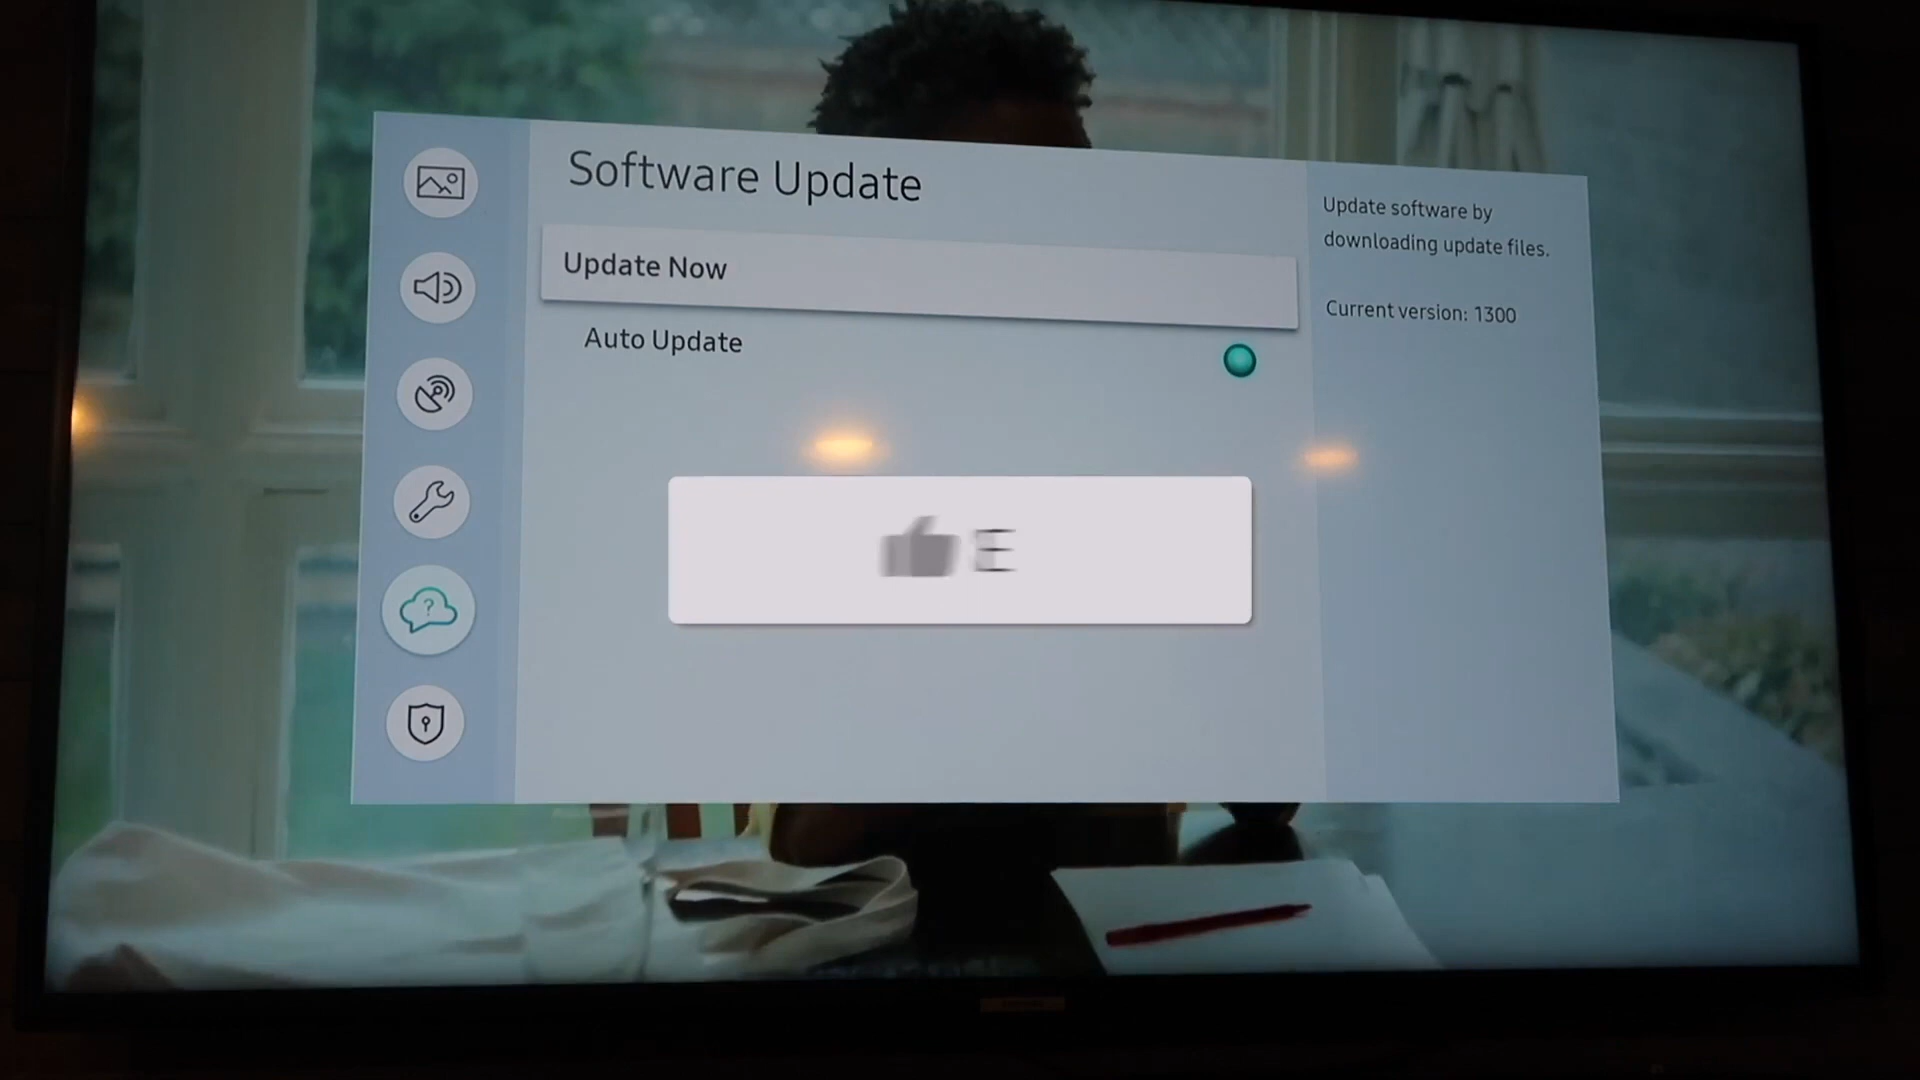 Software Update
Update Now
Auto Update
Update software by
downloading update files.
Current version: 1300